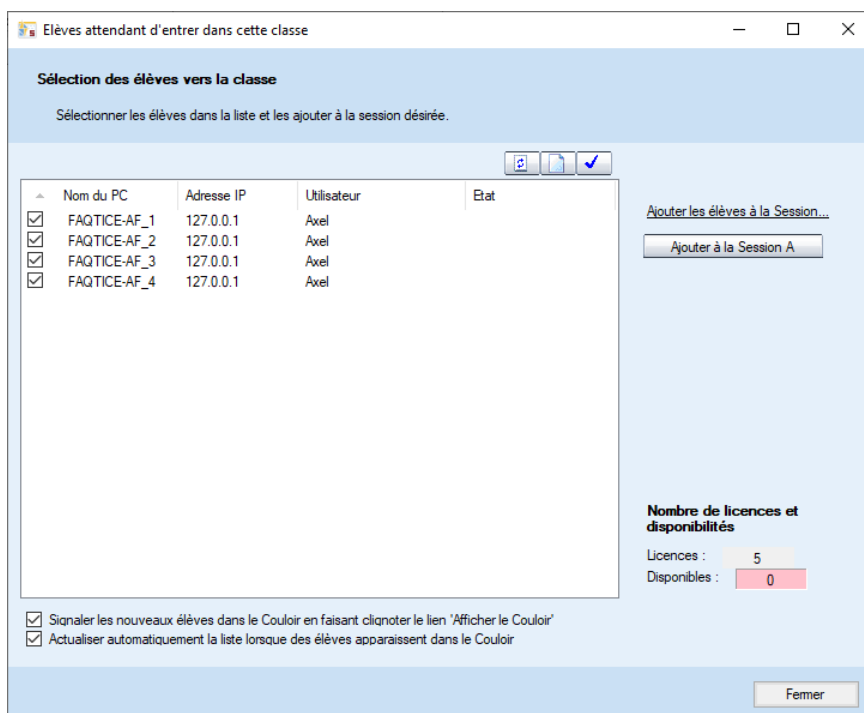 Elèves attendant d'entrer dans cette classe
Sélection des élèves vers la classe
Sélectionner les élèves dans la liste et les ajouter à la session désirée.
Nom du PC Adresse IP Utilisateur Etat
FAQTICE-AF_1 127.0.0.1 Axel
FAQTICE-AF_2 127.0.0.1 Axel
FAQTICE-AF_3 127.0.0.1 Axel
FAQTICE-AF_4 127.0.0.1 Axel
Ajouter les élèves à la Session...
Ajouter à la Session A
Nombre de licences et
disponibilités
Licences : 5
Disponibles : 0
Signaler les nouveaux élèves dans le Couloir en faisant clignoter le lien 'Afficher le Couloir'
Actualiser automatiquement la liste lorsque des élèves apparaissent dans le Couloir
Fermer